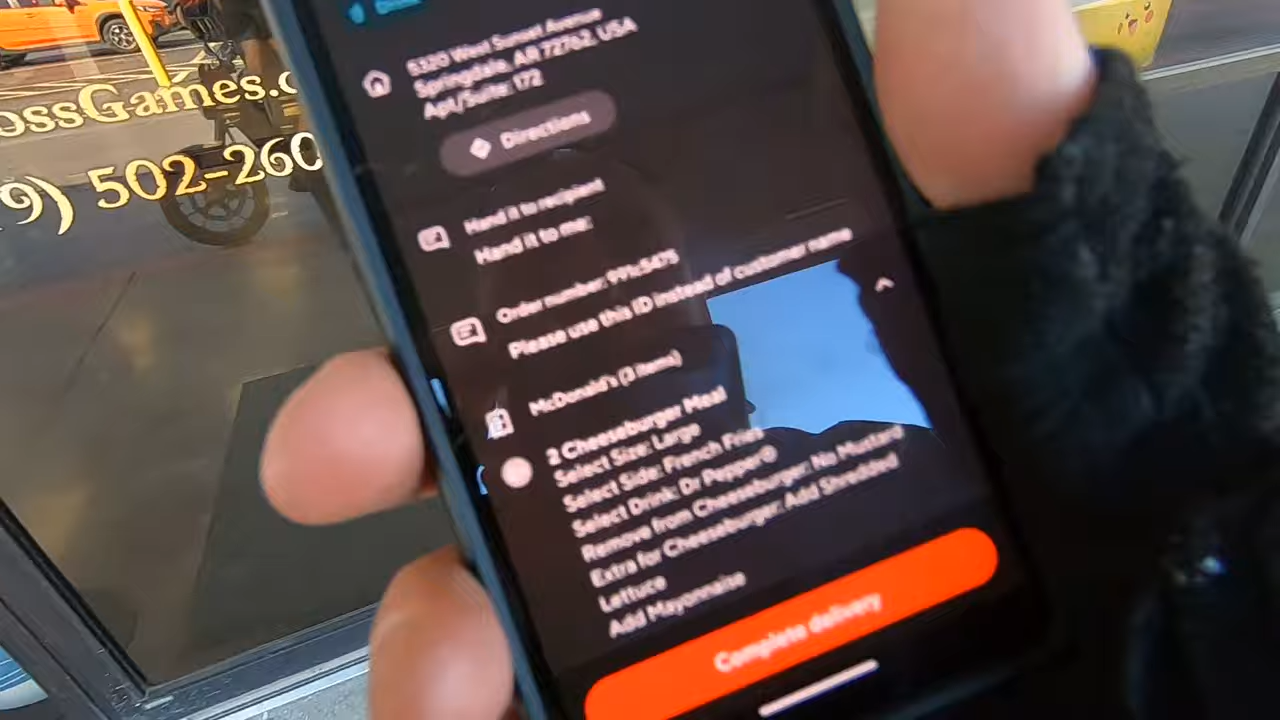 ossGames.c
9) 502-260
5320 West Sunset Avenue
Springdale, AR 72762, USA
Apt/Suite: 172
Directions
Hand it to recipient
Hand it to me:
Order number: 991c5475
Please use this ID instead of customer name
McDonald's (3 items)
2 Cheeseburger Meal
Select Size: Large
Select Side: French Fries
Select Drink: Dr Pepper®
Remove from Cheeseburger: No Mustard
Extra for Cheeseburger: Add Shredded
Lettuce
Add Mayonnaise
Complete delivery